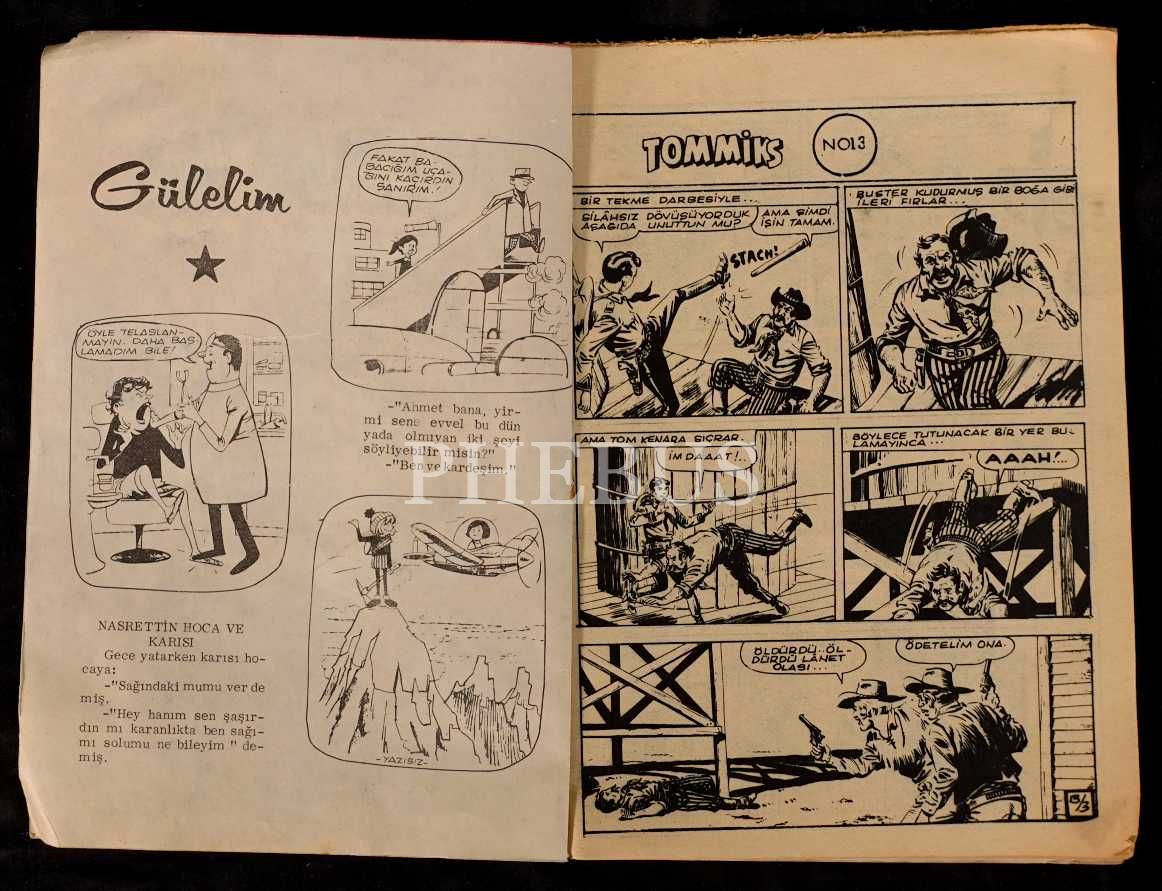 Gülelim
FAKAT BA-
BACIĞIM UÇA-
ĞINI KAÇIRDIN
SANIRIM.!
ÖYLE TELAŞLAN-
MAYIN. DAHA BAŞ
LAMADIM BİLE!
-"Ahmet bana, yir-
mi sene evvel bu dün
yada olmıyan iki şeyi
söyliyebilir misin?"
-"Ben ve kardeşim."
NASRETTİN HOCA VE
KARISI
Gece yatarken karısı ho-
caya:
-"Sağındaki mumu ver de
miş.
-"Hey hanım sen şaşır-
dın mı karanlıkta ben sağı-
mı solumu ne bileyim " de-
miş.
-YAZISIZ-
TOMMİKS
NO13
BİR TEKME DARBESİYLE...
SİLÂHSIZ DÖVÜŞÜYORDUK
AŞAĞIDA UNUTTUN MU?
AMA ŞİMDİ
İŞİN TAMAM.
STACH!
BUSTER KUDURMUŞ BİR BOĞA GİBİ
İLERİ FIRLAR...
AMA TOM KENARA SIÇRAR.
İMDAAAT!..
BÖYLECE TUTUNACAK BİR YER BU-
LAMAYINCA...
AAAH!...
ÖLDÜRDÜ..ÖL-
DÜRDÜ LÂNET
OLASI...
ÖDETELİM ONA.
13/3
PHEBUS